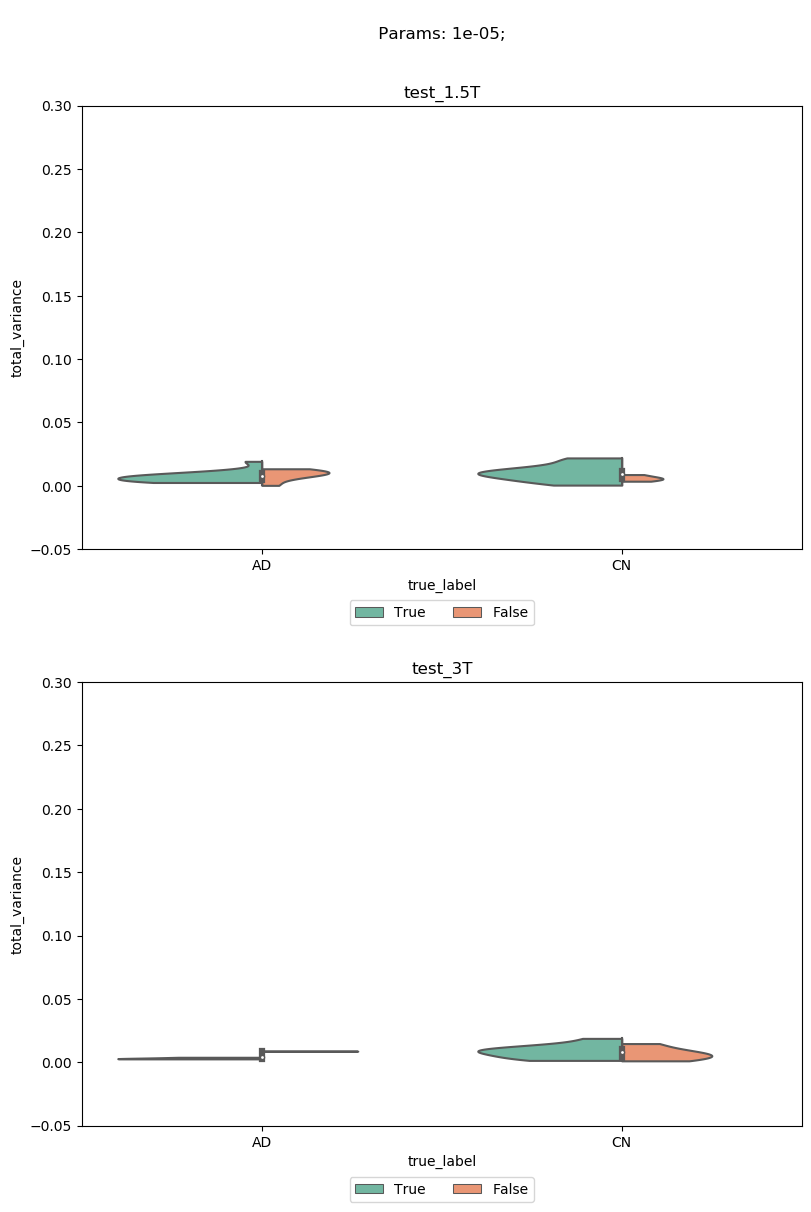 Params: 1e-05;
test_1.5T
0.30
0.25
0.20
0.15
0.10
0.05
0.00
−0.05
total_variance
AD CN
true_label
True False
test_3T
0.30
0.25
0.20
0.15
0.10
0.05
0.00
−0.05
total_variance
AD CN
true_label
True False